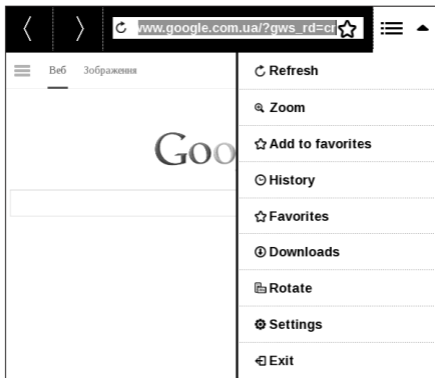 www.google.com.ua/?gws_rd=cr
Веб Зображення
Goo
Refresh
Zoom
Add to favorites
History
Favorites
Downloads
Rotate
Settings
Exit